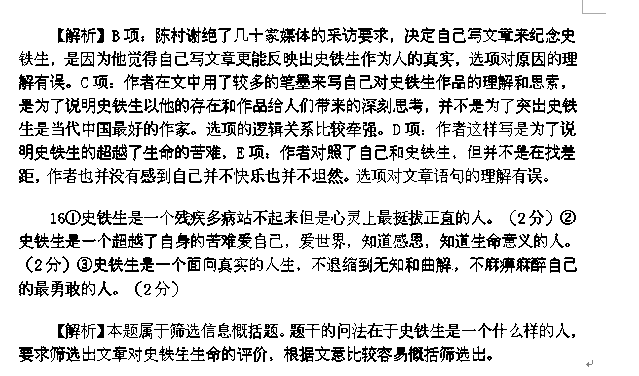 【解析】B项：陈村谢绝了几十家媒体的采访要求，决定自己写文章来纪念史
铁生，是因为他觉得自己写文章更能反映出史铁生作为人的真实，选项对原因的理
解有误。C项：作者在文中用了较多的笔墨来写自己对史铁生作品的理解和思索，
是为了说明史铁生以他的存在和作品给人们带来的深刻思考，并不是为了突出史铁
生是当代中国最好的作家。选项的逻辑关系比较牵强。D项：作者这样写是为了说
明史铁生的超越了生命的苦难，E项：作者对照了自己和史铁生，但并不是在找差
距，作者也并没有感到自己并不快乐也并不坦然。选项对文章语句的理解有误。
16①史铁生是一个残疾多病站不起来但是心灵上最挺拔正直的人。（2分）②
史铁生是一个超越了自身的苦难爱自己，爱世界，知道感恩，知道生命意义的人。
（2分）③史铁生是一个面向真实的人生，不退缩到无知和曲解，不麻痹麻醉自己
的最勇敢的人。（2分）
【解析】本题属于筛选信息概括题。题干的问法在于史铁生是一个什么样的人，
要求筛选出文章对史铁生生命的评价，根据文意比较容易概括筛选出。